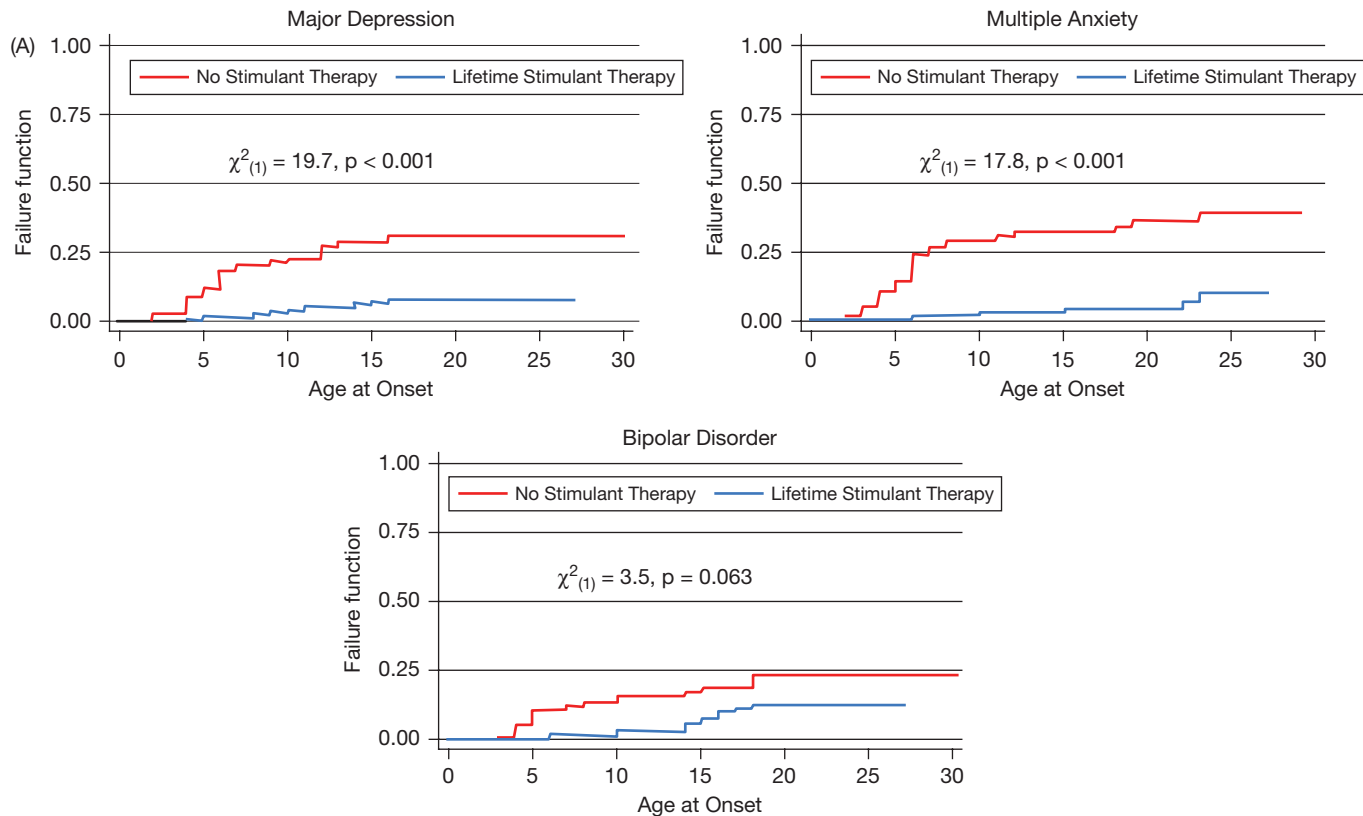 (A)
Major Depression
1.00
0.75
0.50
0.25
0.00
Failure function
No Stimulant Therapy
Lifetime Stimulant Therapy
χ²₍₁₎ = 19.7, p < 0.001
0 5 10 15 20 25 30
Age at Onset
Multiple Anxiety
1.00
0.75
0.50
0.25
0.00
Failure function
No Stimulant Therapy
Lifetime Stimulant Therapy
χ²₍₁₎ = 17.8, p < 0.001
0 5 10 15 20 25 30
Age at Onset
Bipolar Disorder
1.00
0.75
0.50
0.25
0.00
Failure function
No Stimulant Therapy
Lifetime Stimulant Therapy
χ²₍₁₎ = 3.5, p = 0.063
0 5 10 15 20 25 30
Age at Onset